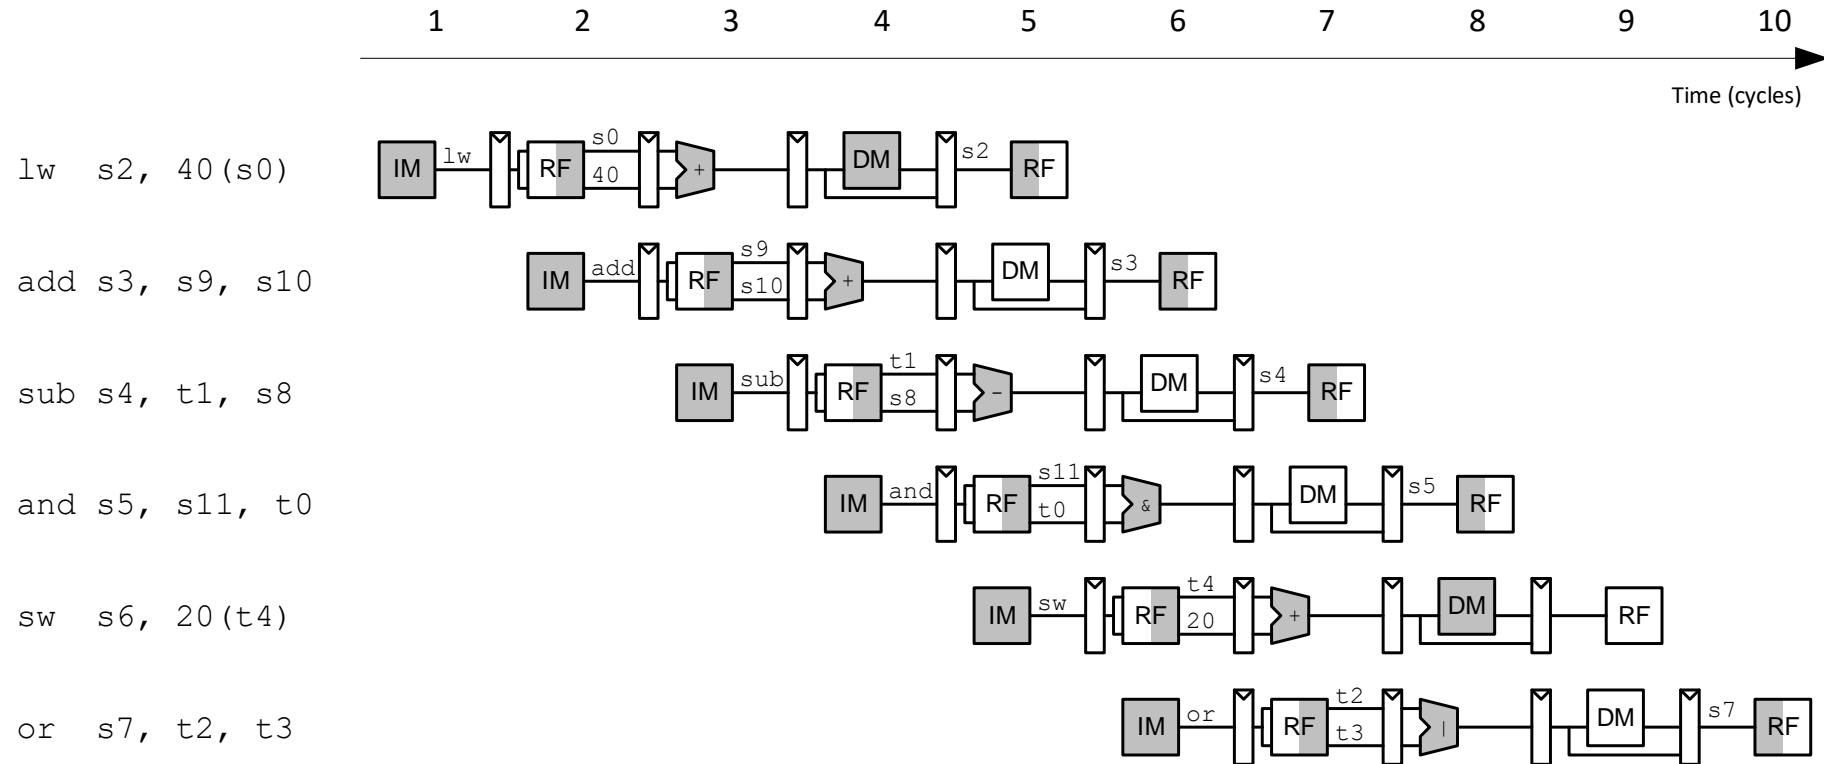 1 2 3 4 5 6 7 8 9 10
Time (cycles)
lw s2, 40(s0) IM lw RF s0 40 + DM s2 RF
add s3, s9, s10 IM add RF s9 s10 + DM s3 RF
sub s4, t1, s8 IM sub RF t1 s8 - DM s4 RF
and s5, s11, t0 IM and RF s11 t0 & DM s5 RF
sw s6, 20(t4) IM sw RF t4 20 + DM RF
or s7, t2, t3 IM or RF t2 t3 | DM s7 RF